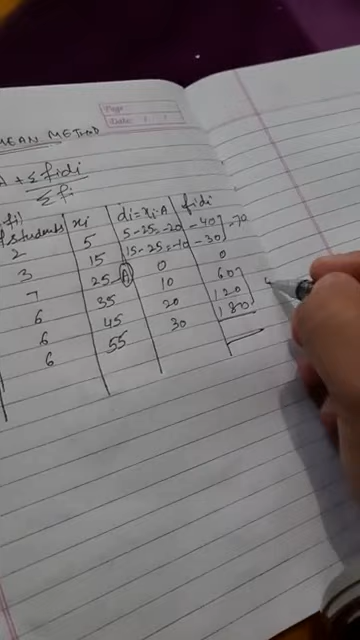 Page
Date: / /
MEAN METHOD
A + Σfidi
Σfi
fi)
students xi di=xi-A fidi
2 5 5-25=-20 -40
-70
3 15 15-25=-10 -30
7 25 A 0 0
6 35 10 60
6 45 20 120
6 55 30 180